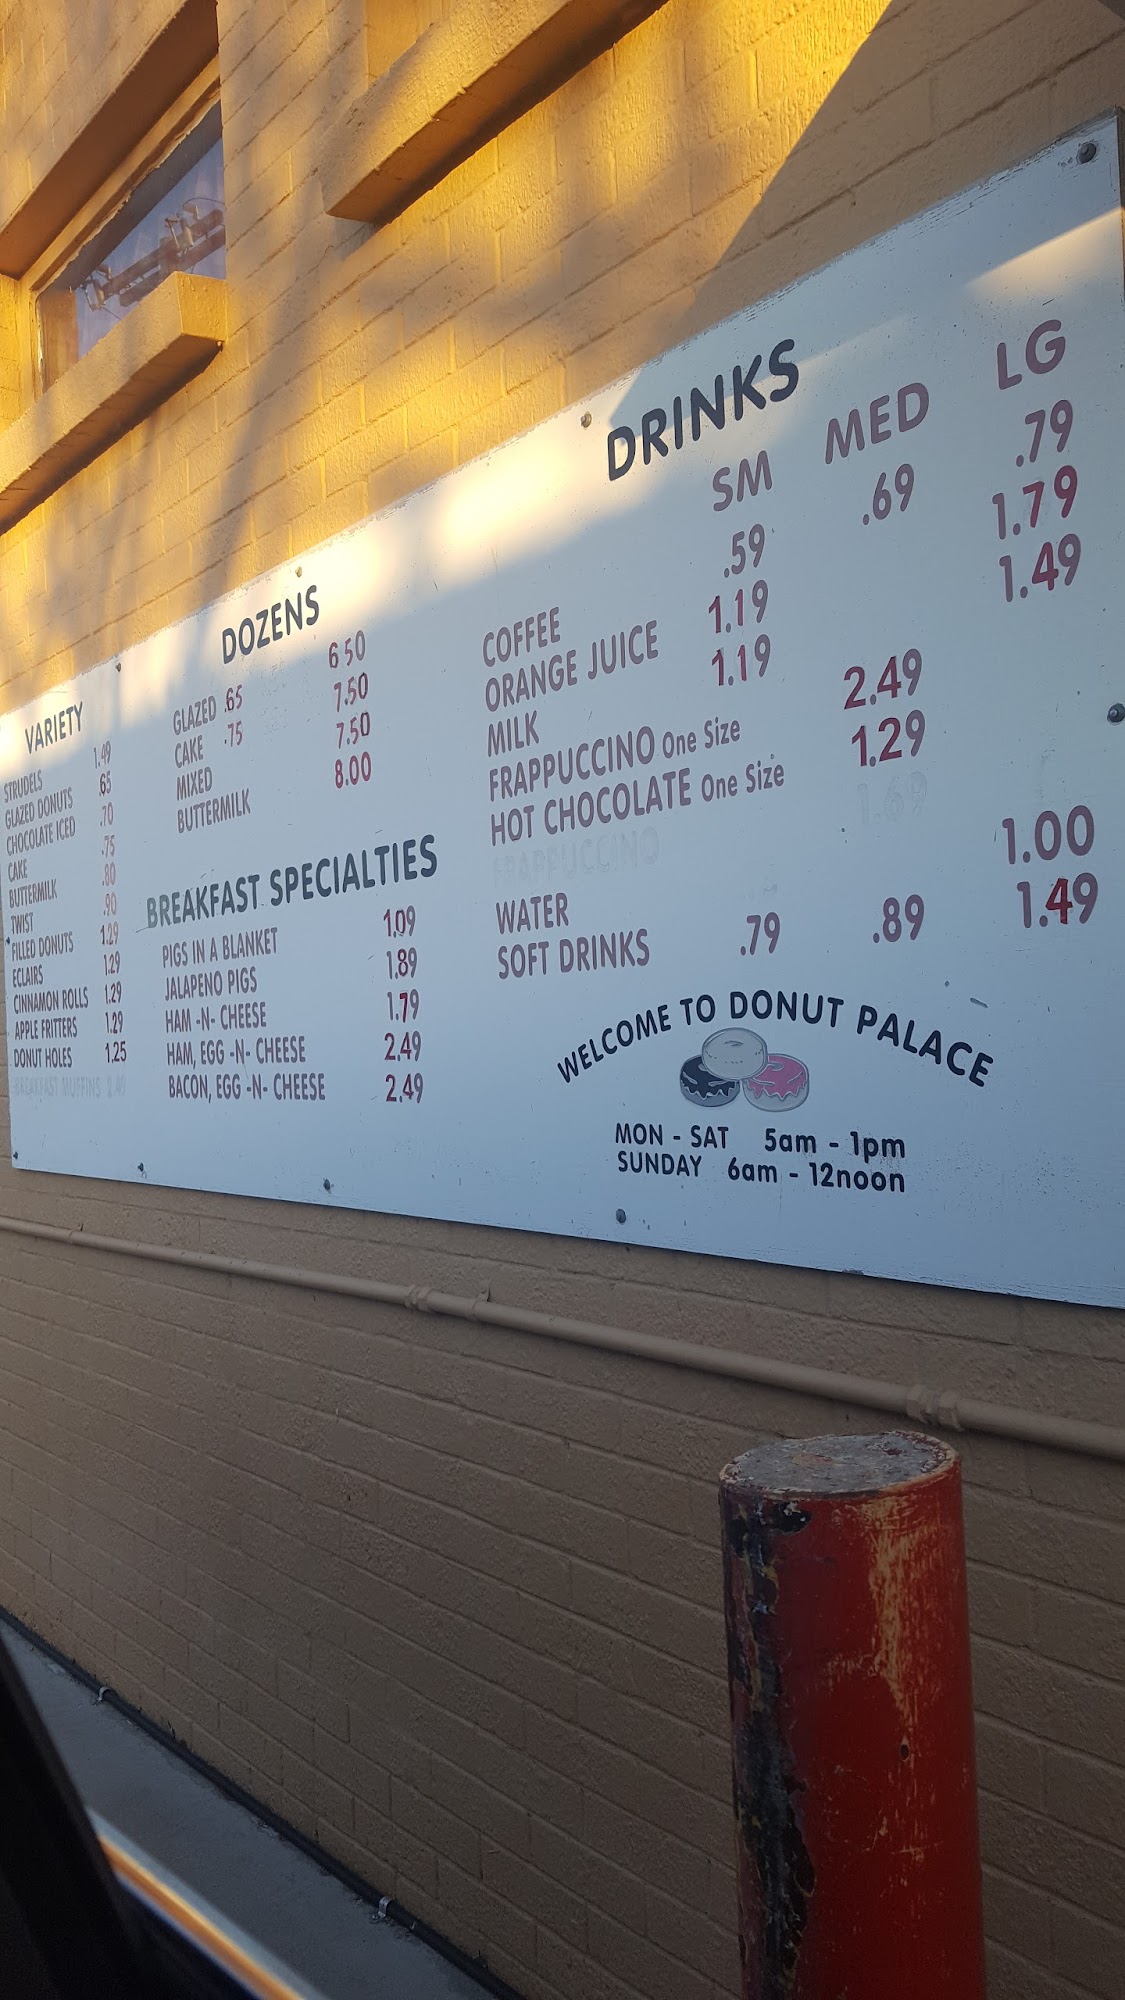 VARIETY
STRUDELS 1.49
GLAZED DONUTS 65
CHOCOLATE ICED .70
CAKE .75
BUTTERMILK .80
TWIST .90
FILLED DONUTS 1.29
ECLAIRS 1.29
CINNAMON ROLLS 1.29
APPLE FRITTERS 1.29
DONUT HOLES 1.25
BREAKFAST MUFFINS
DOZENS
GLAZED .65 6 50
CAKE .75 7.50
MIXED 7.50
BUTTERMILK 8.00
BREAKFAST SPECIALTIES
PIGS IN A BLANKET 1.09
JALAPENO PIGS 1.89
HAM -N- CHEESE 1.79
HAM, EGG -N- CHEESE 2.49
BACON, EGG -N- CHEESE 2.49
DRINKS
SM MED LG
COFFEE .59 .69 .79
ORANGE JUICE 1.19 1.79
MILK 1.19 1.49
FRAPPUCCINO One Size 2.49
HOT CHOCOLATE One Size 1.29
FRAPPUCCINO 1.69
WATER 1.00
SOFT DRINKS .79 .89 1.49
WELCOME TO DONUT PALACE
MON - SAT 5am - 1pm
SUNDAY 6am - 12noon